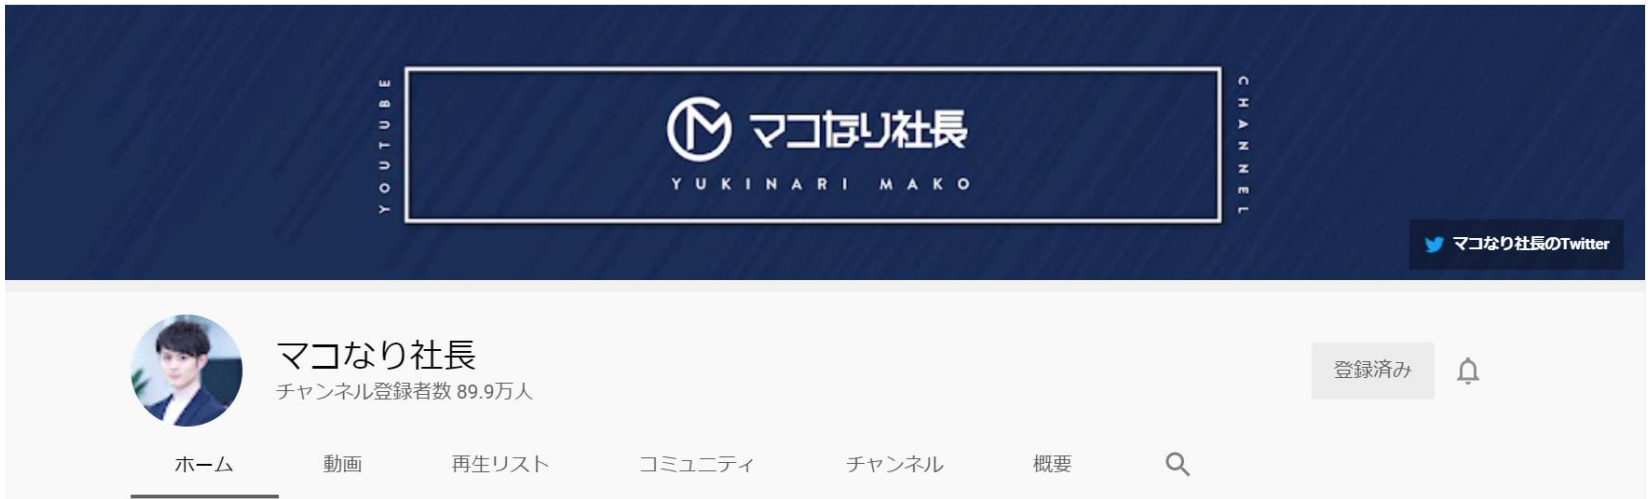 YOUTUBE
マコなり社長
YUKINARI MAKO
CHANNEL
マコなり社長のTwitter
マコなり社長
チャンネル登録者数 89.9万人
登録済み
ホーム 動画 再生リスト コミュニティ チャンネル 概要